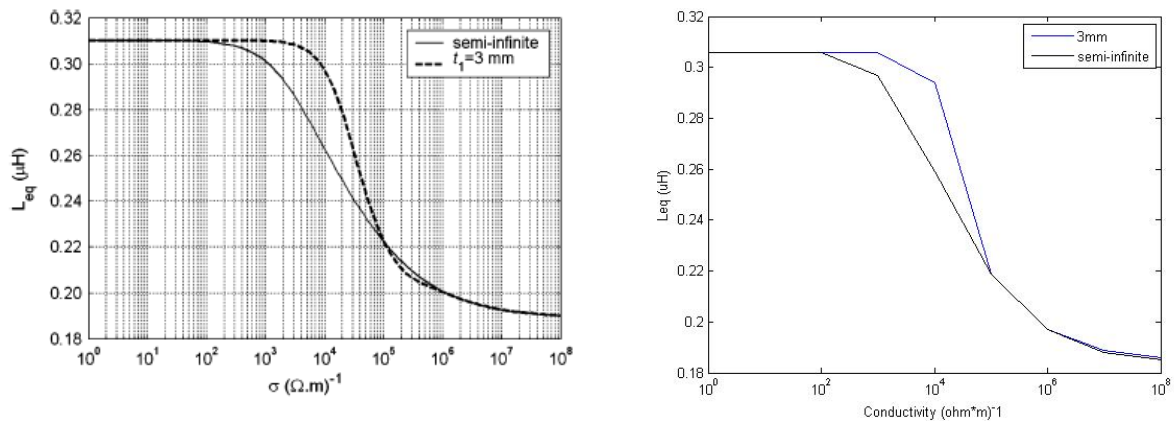 0.32
0.30
0.28
0.26
0.24
0.22
0.20
0.18
L_eq (μH)
semi-infinite
t_1=3 mm
10^0 10^1 10^2 10^3 10^4 10^5 10^6 10^7 10^8
σ (Ω.m)^-1
0.32
0.3
0.28
0.26
0.24
0.22
0.2
0.18
Leq (uH)
3mm
semi-infinite
10^0 10^2 10^4 10^6 10^8
Conductivity (ohm*m)-1